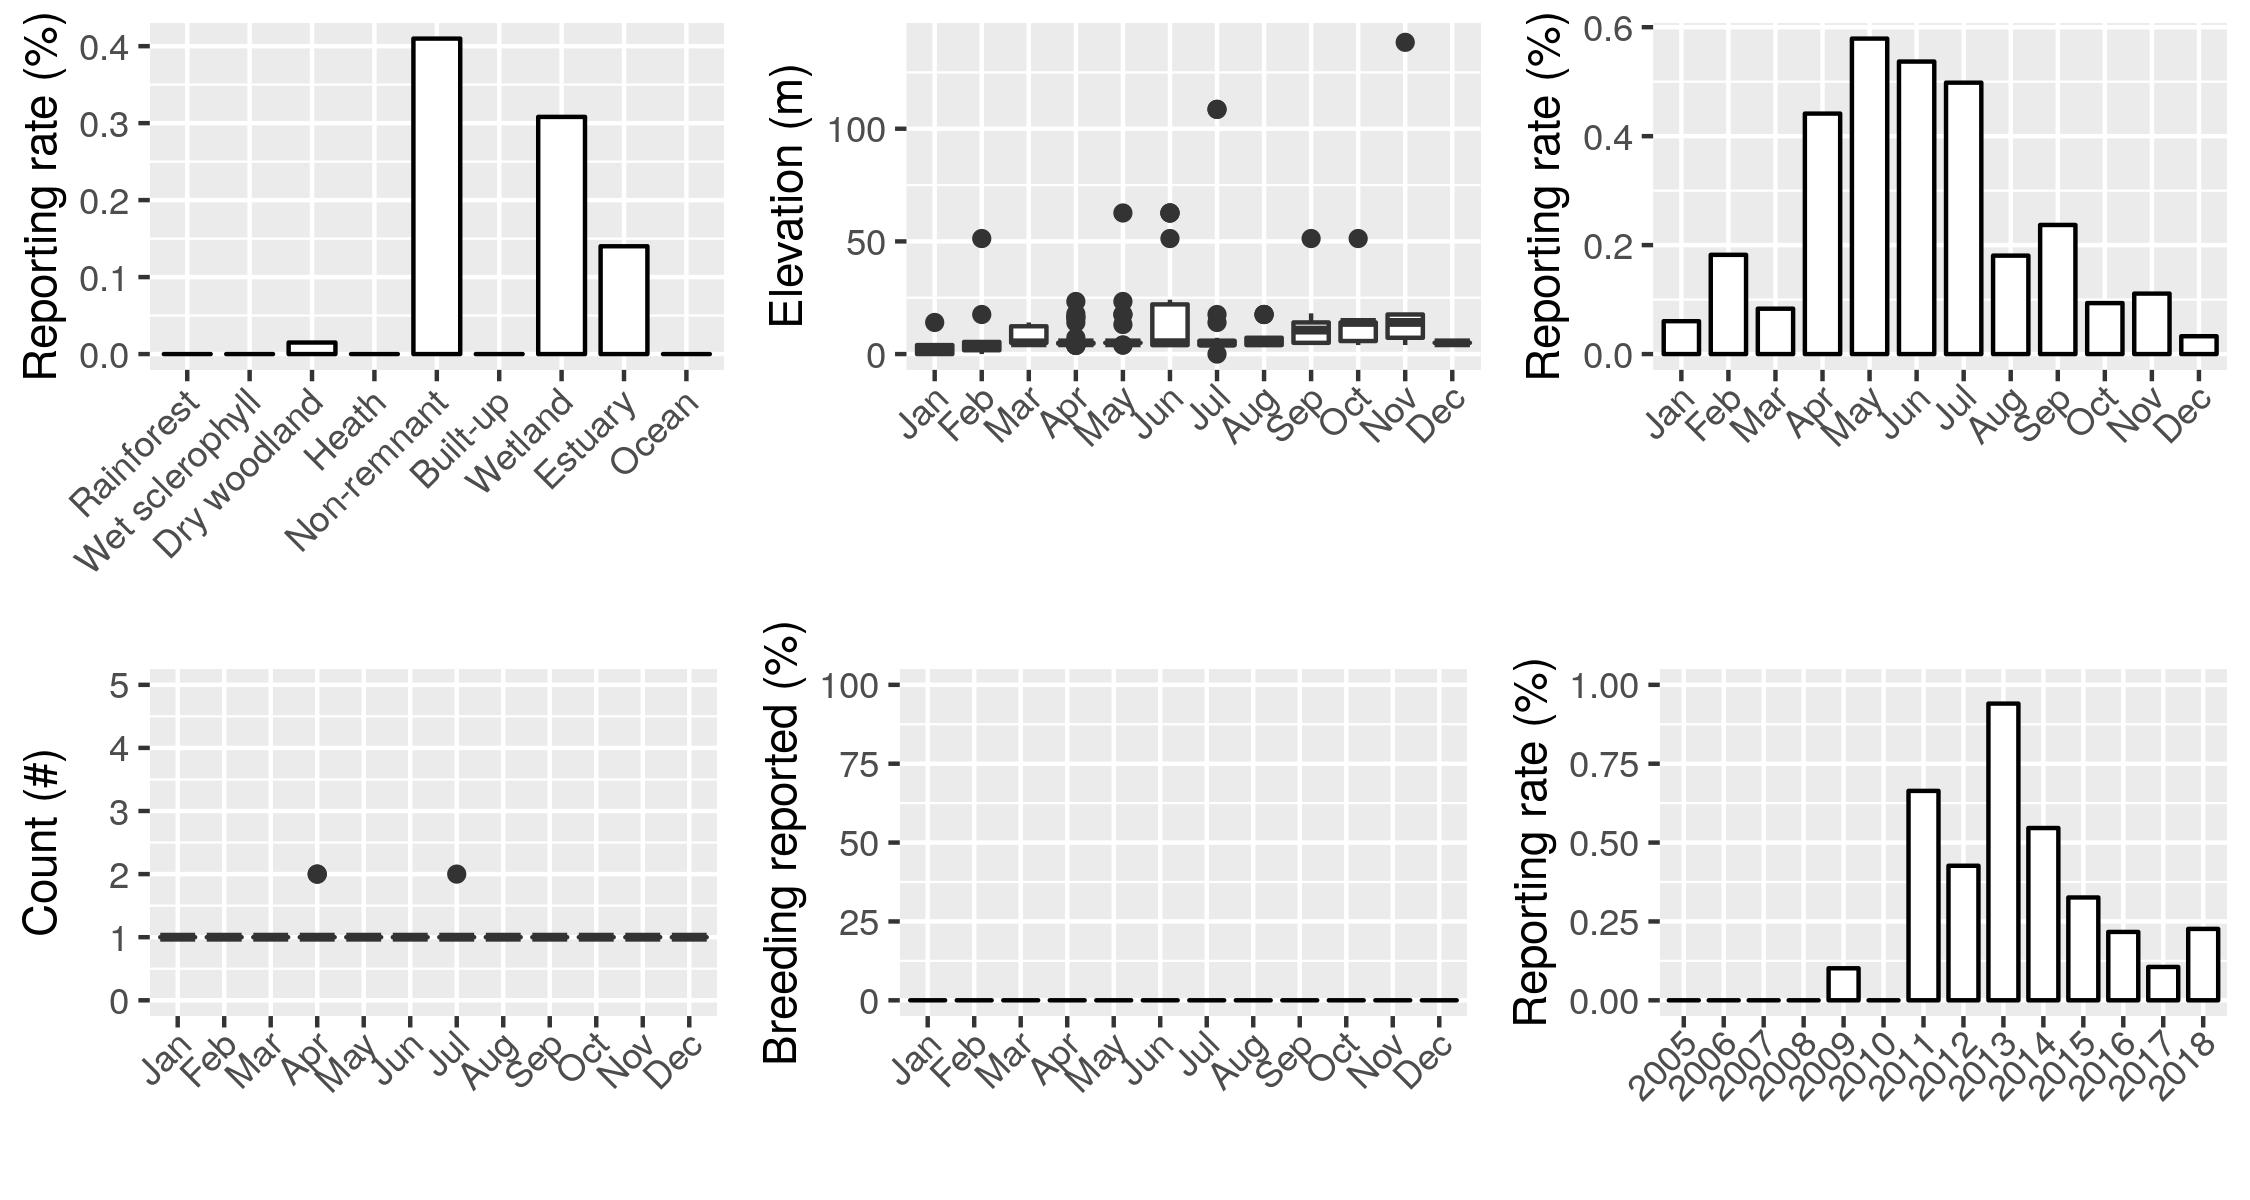 Reporting rate (%)
0.4
0.3
0.2
0.1
0.0
Rainforest
Wet sclerophyll
Dry woodland
Heath
Non-remnant
Built-up
Wetland
Estuary
Ocean
Elevation (m)
100
50
0
Jan
Feb
Mar
Apr
May
Jun
Jul
Aug
Sep
Oct
Nov
Dec
Reporting rate (%)
0.6
0.4
0.2
0.0
Jan
Feb
Mar
Apr
May
Jun
Jul
Aug
Sep
Oct
Nov
Dec
Count (#)
5
4
3
2
1
0
Jan
Feb
Mar
Apr
May
Jun
Jul
Aug
Sep
Oct
Nov
Dec
Breeding reported (%)
100
75
50
25
0
Jan
Feb
Mar
Apr
May
Jun
Jul
Aug
Sep
Oct
Nov
Dec
Reporting rate (%)
1.00
0.75
0.50
0.25
0.00
2005
2006
2007
2008
2009
2010
2011
2012
2013
2014
2015
2016
2017
2018